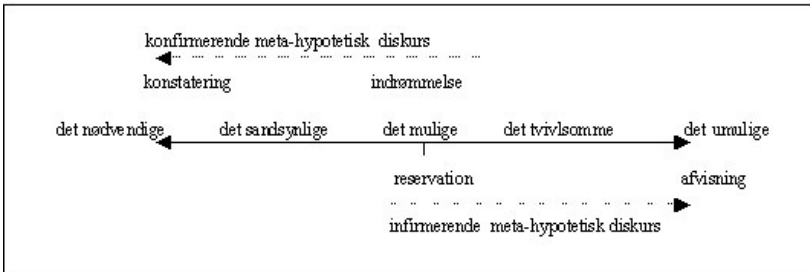 konfirmerende meta-hypotetisk diskurs
konstatering indrømmelse
det nødvendige det sandsynlige det mulige det tvivlsomme det umulige
reservation afvisning
infirmerende meta-hypotetisk diskurs